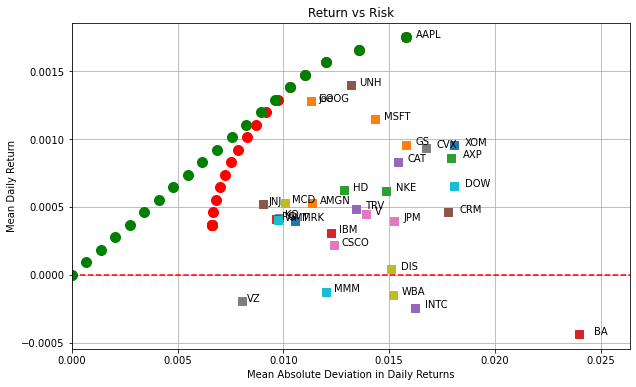 Return vs Risk
AAPL
UNH
GOOG
MSFT
GS
CVX
XOM
AXP
CAT
DOW
HD
NKE
JNJ
MCD
AMGN
TRV
V
CRM
JPM
MRK
IBM
CSCO
DIS
VZ
MMM
WBA
INTC
BA
0.0015
0.0010
0.0005
0.0000
−0.0005
Mean Daily Return
0.000
0.005
0.010
0.015
0.020
0.025
Mean Absolute Deviation in Daily Returns